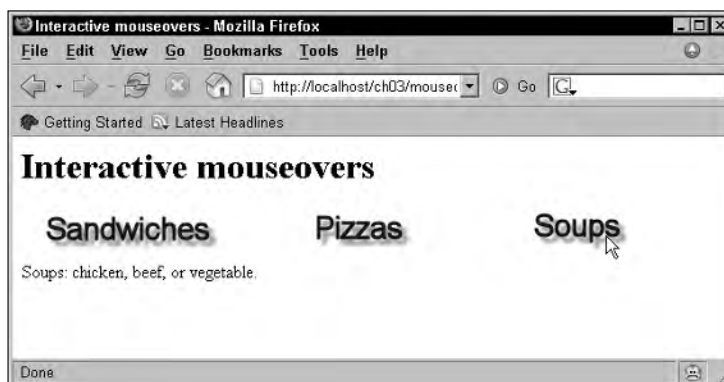 Interactive mouseovers - Mozilla Firefox
File Edit View Go Bookmarks Tools Help
http://localhost/ch03/mouse Go G
Getting Started Latest Headlines
Interactive mouseovers
Sandwiches Pizzas Soups
Soups: chicken, beef, or vegetable.
Done